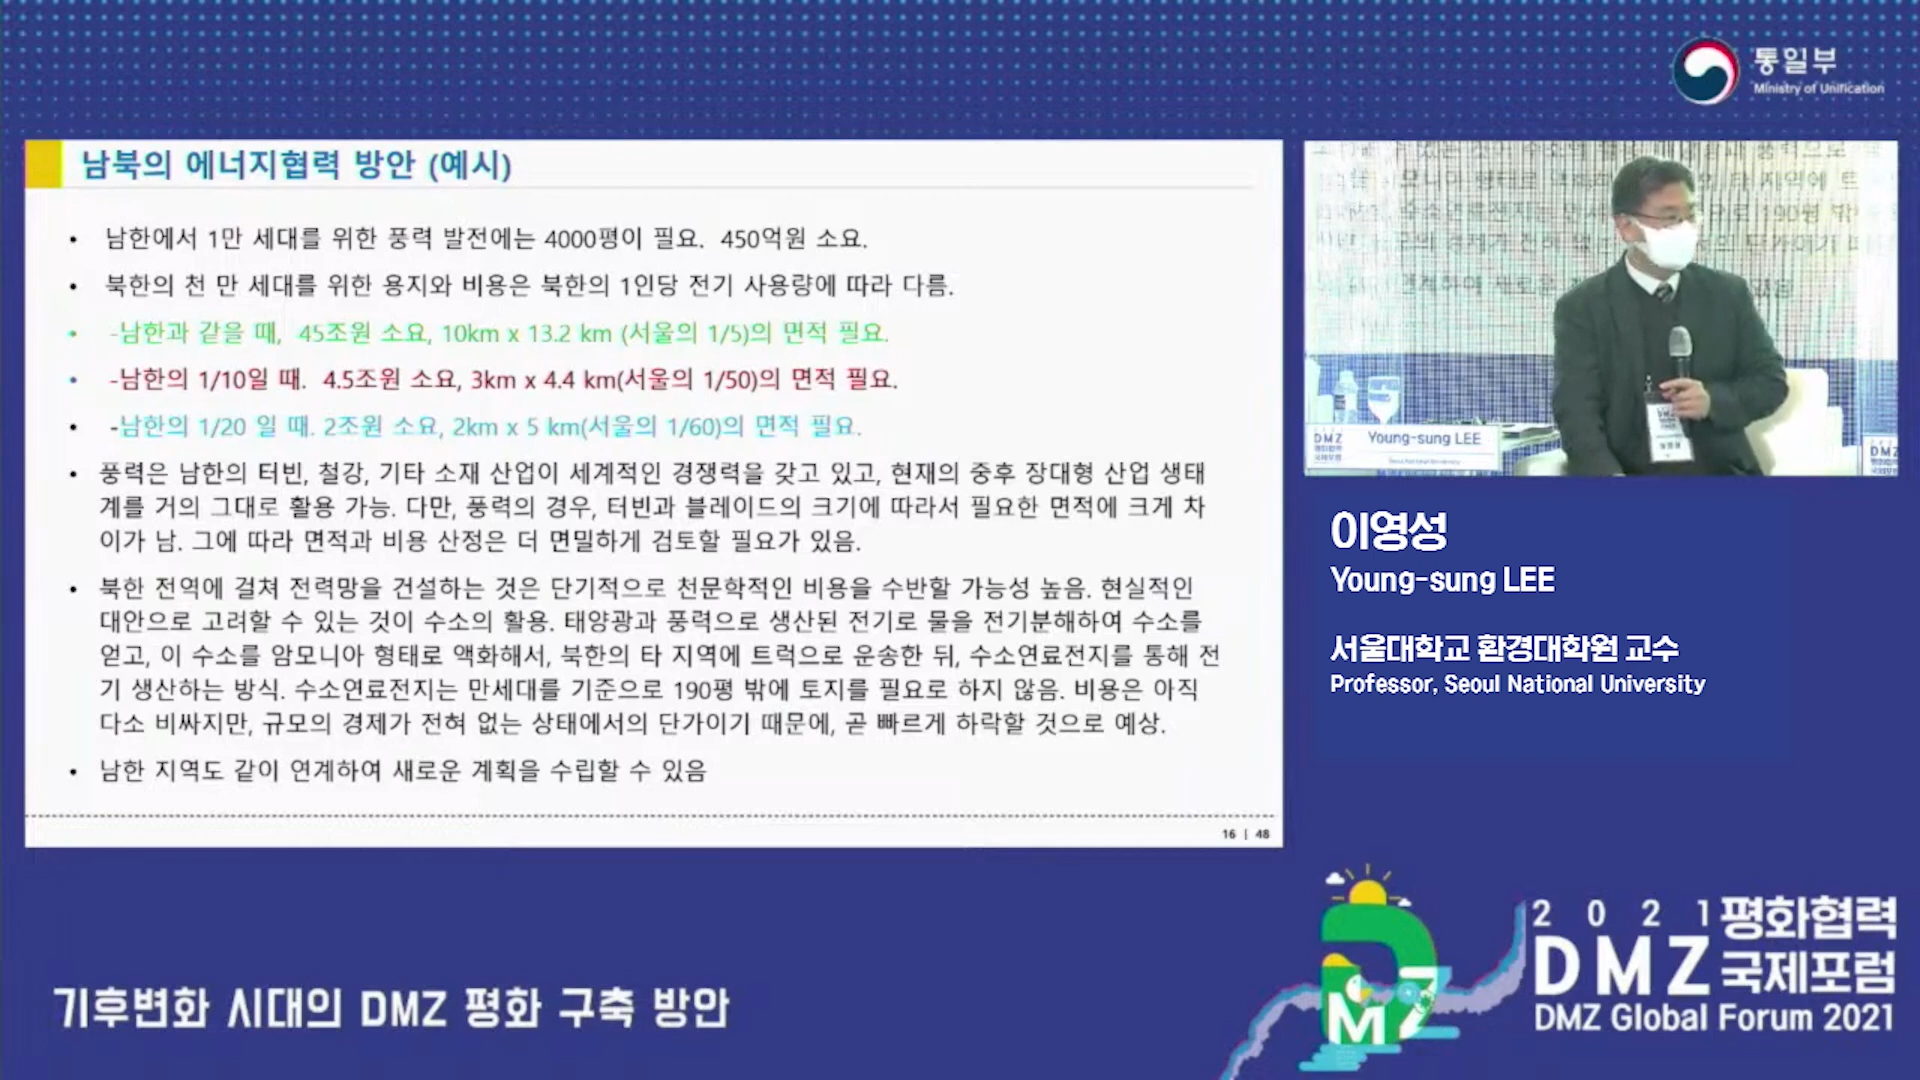 통일부
Ministry of Unification
남북의 에너지협력 방안 (예시)
• 남한에서 1만 세대를 위한 풍력 발전에는 4000평이 필요. 450억원 소요.
• 북한의 천 만 세대를 위한 용지와 비용은 북한의 1인당 전기 사용량에 따라 다름.
• -남한과 같을 때, 45조원 소요, 10km x 13.2 km (서울의 1/5)의 면적 필요.
• -남한의 1/10일 때. 4.5조원 소요, 3km x 4.4 km(서울의 1/50)의 면적 필요.
• -남한의 1/20 일 때. 2조원 소요, 2km x 5 km(서울의 1/60)의 면적 필요.
• 풍력은 남한의 터빈, 철강, 기타 소재 산업이 세계적인 경쟁력을 갖고 있고, 현재의 중후 장대형 산업 생태
계를 거의 그대로 활용 가능. 다만, 풍력의 경우, 터빈과 블레이드의 크기에 따라서 필요한 면적에 크게 차
이가 남. 그에 따라 면적과 비용 산정은 더 면밀하게 검토할 필요가 있음.
• 북한 전역에 걸쳐 전력망을 건설하는 것은 단기적으로 천문학적인 비용을 수반할 가능성 높음. 현실적인
대안으로 고려할 수 있는 것이 수소의 활용. 태양광과 풍력으로 생산된 전기로 물을 전기분해하여 수소를
얻고, 이 수소를 암모니아 형태로 액화해서, 북한의 타 지역에 트럭으로 운송한 뒤, 수소연료전지를 통해 전
기 생산하는 방식. 수소연료전지는 만세대를 기준으로 190평 밖에 토지를 필요로 하지 않음. 비용은 아직
다소 비싸지만, 규모의 경제가 전혀 없는 상태에서의 단가이기 때문에, 곧 빠르게 하락할 것으로 예상.
• 남한 지역도 같이 연계하여 새로운 계획을 수립할 수 있음
16 | 48
DMZ
평화협력
국제포럼
Young-sung LEE
Seoul National University
이영성
Young-sung LEE
서울대학교 환경대학원 교수
Professor, Seoul National University
기후변화 시대의 DMZ 평화 구축 방안
DMZ
2021 평화협력
DMZ 국제포럼
DMZ Global Forum 2021